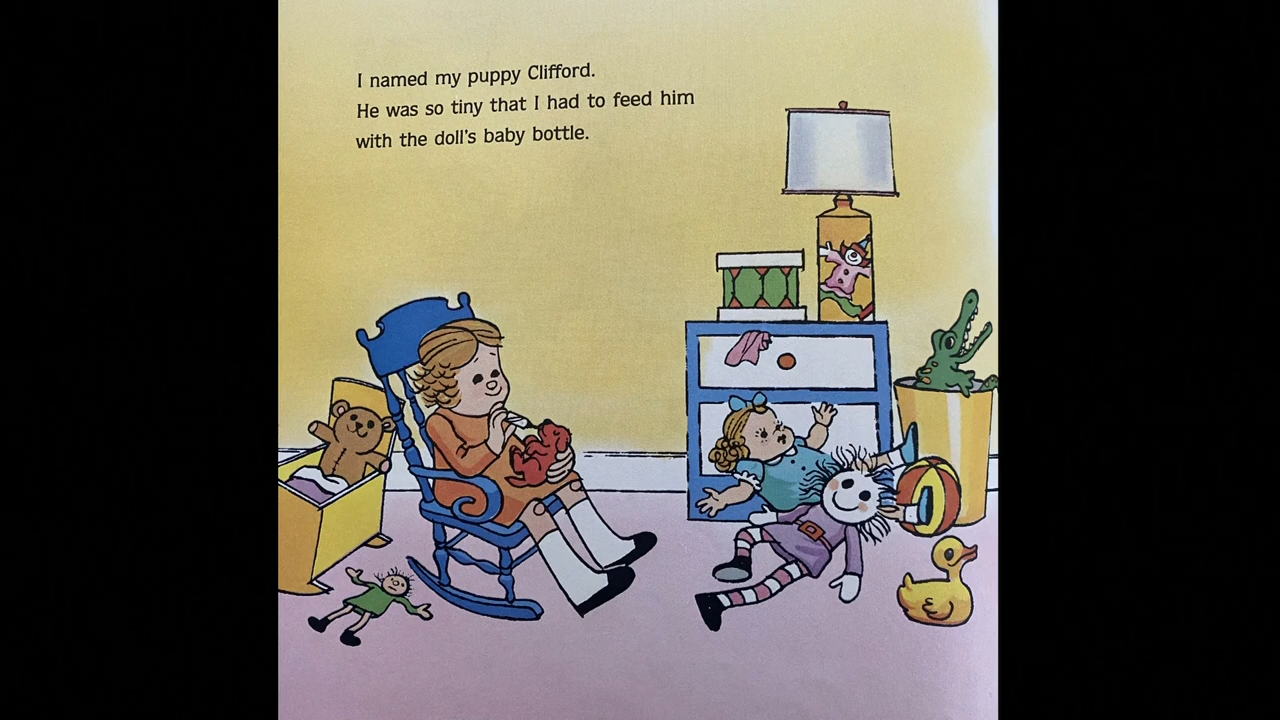 I named my puppy Clifford.
He was so tiny that I had to feed him
with the doll's baby bottle.